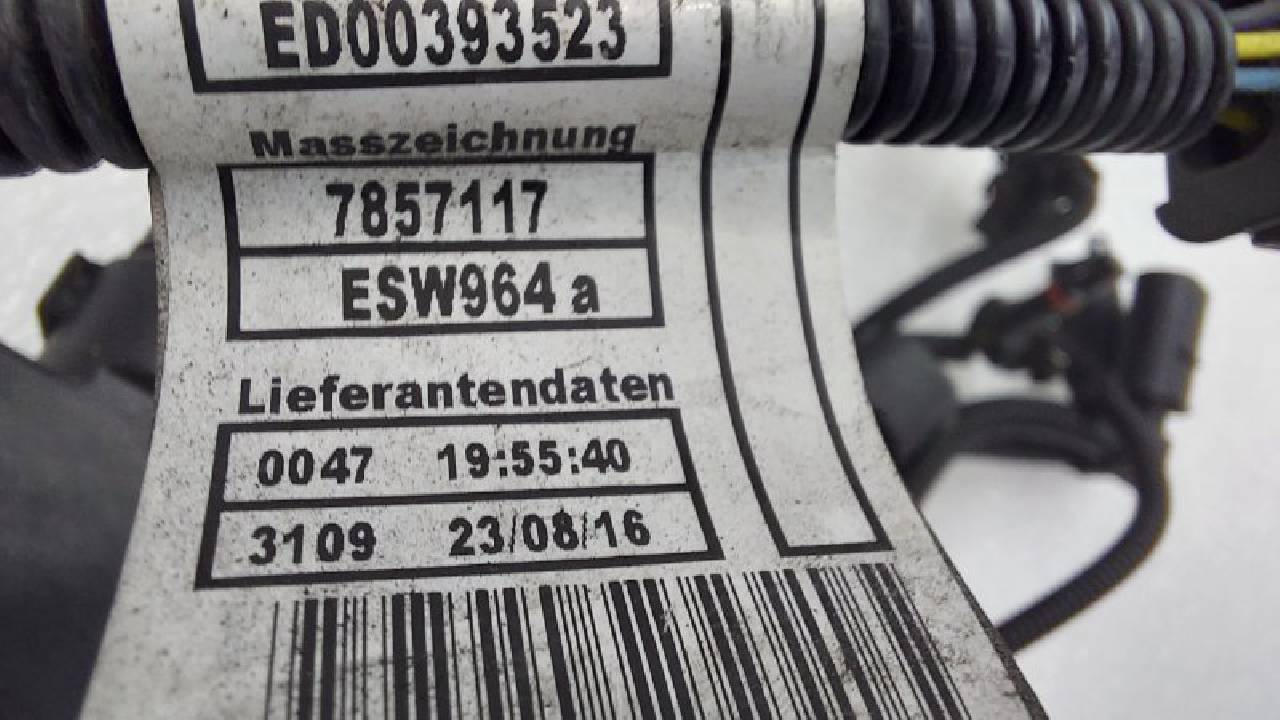 ED00393523
Masszeichnung
7857117
ESW964 a
Lieferantendaten
0047 19:55:40
3109 23/08/16